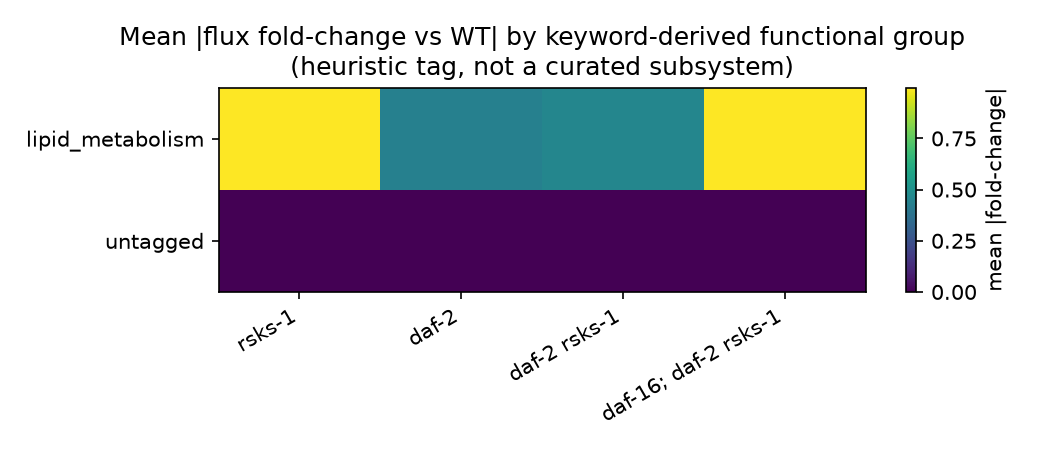 Mean |flux fold-change vs WT| by keyword-derived functional group
(heuristic tag, not a curated subsystem)
lipid_metabolism
untagged
rsks-1
daf-2
daf-2 rsks-1
daf-16; daf-2 rsks-1
0.75
0.50
0.25
0.00
mean |fold-change|